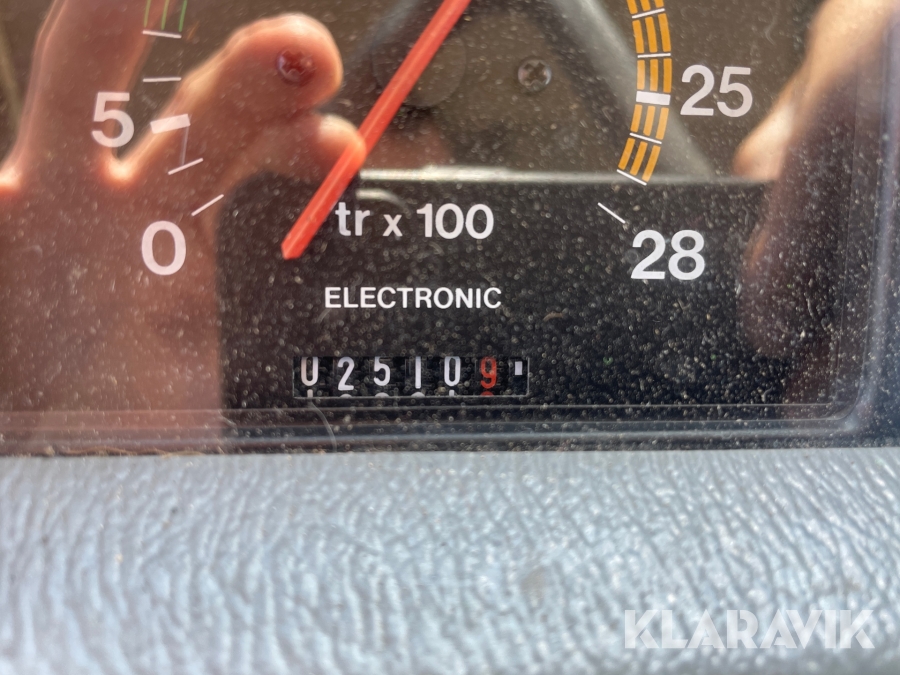 5
25
0
tr x 100
28
ELECTRONIC
025109
KLARAVIK